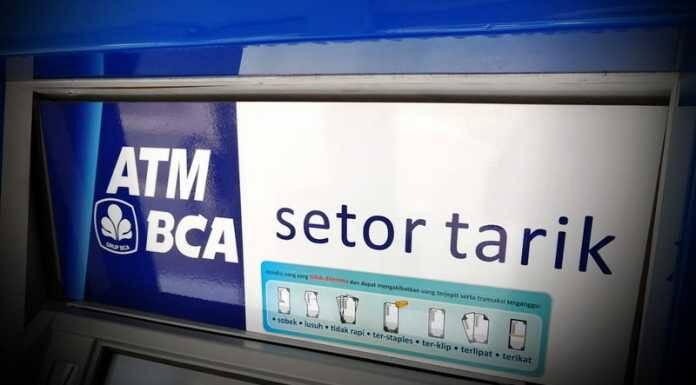 ATM
BCA
GRUP BCA
setor tarik
kondisi uang yang tidak diterima dan dapat mengakibatkan uang terjepit serta transaksi terganggu:
• sobek • lusuh • tidak rapi • ter-staples • ter-klip • terlipat • terikat